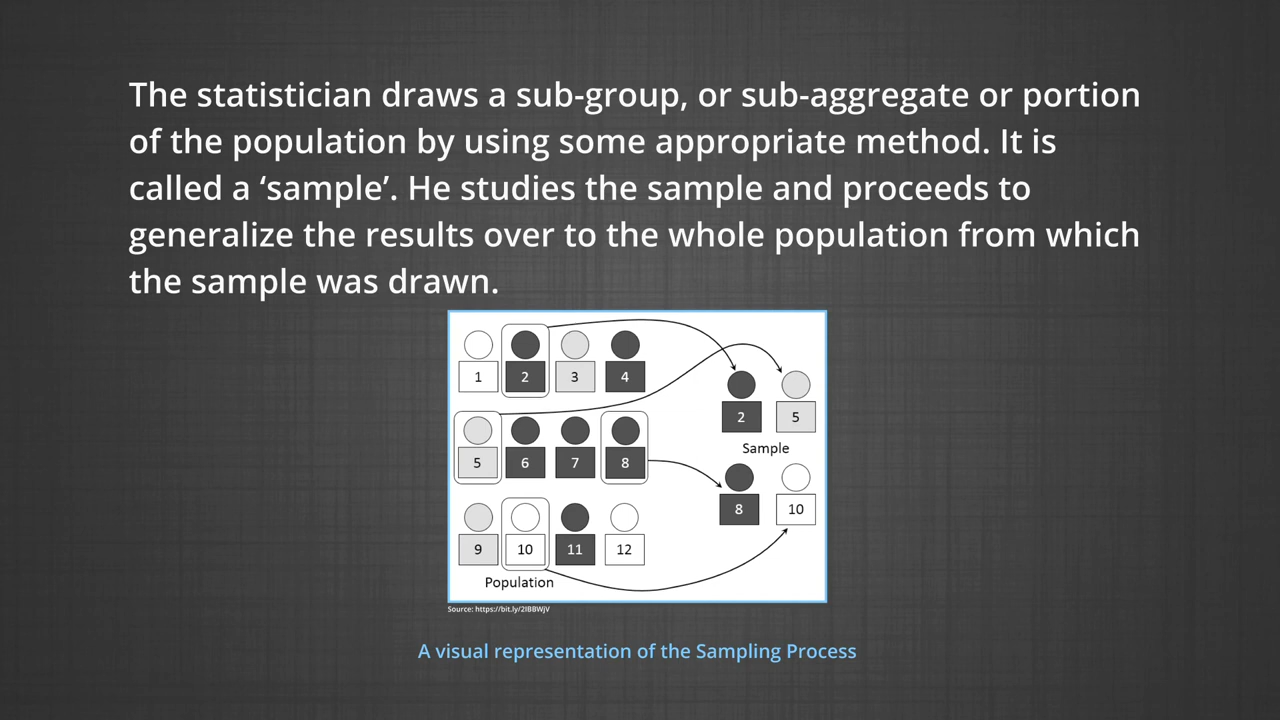 The statistician draws a sub-group, or sub-aggregate or portion
of the population by using some appropriate method. It is
called a ‘sample’. He studies the sample and proceeds to
generalize the results over to the whole population from which
the sample was drawn.
1 2 3 4
2 5
Sample
5 6 7 8
8 10
9 10 11 12
Population
Source: https://bit.ly/2IBBWjV
A visual representation of the Sampling Process